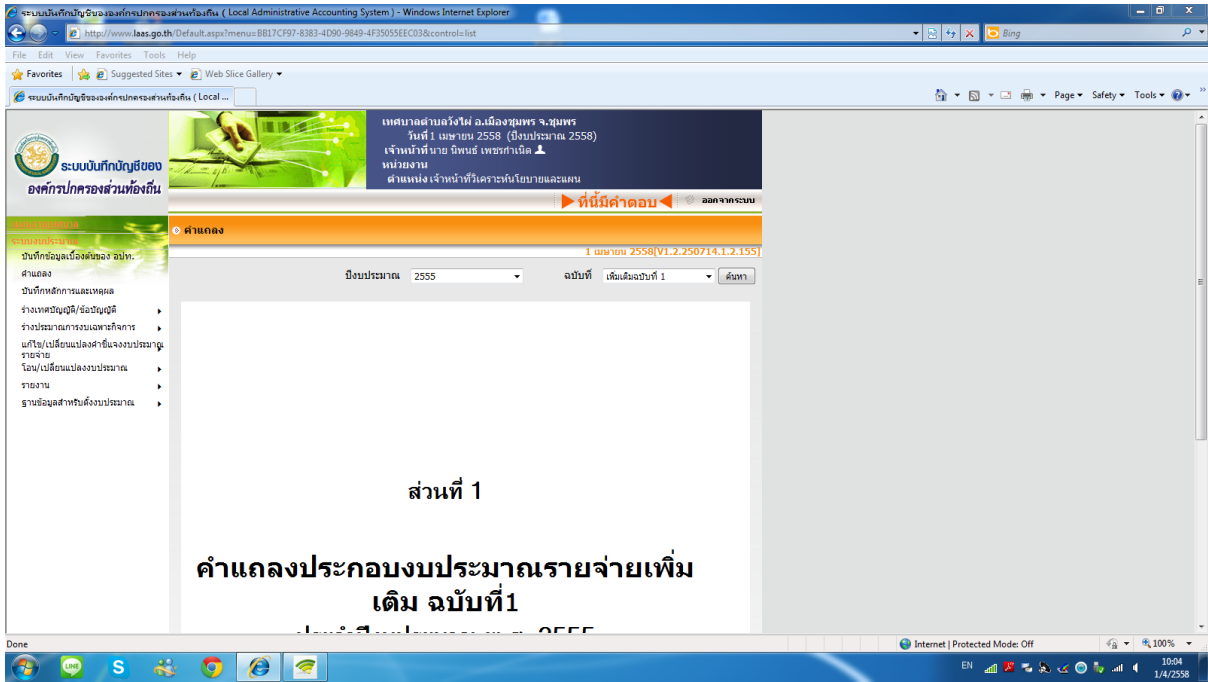 ระบบบันทึกบัญชีขององค์กรปกครองส่วนท้องถิ่น ( Local Administrative Accounting System ) - Windows Internet Explorer
http://www.laas.go.th/Default.aspx?menu=BB17CF97-8383-4D90-9849-4F35055EEC03&control=list
Bing
File Edit View Favorites Tools Help
Favorites Suggested Sites Web Slice Gallery
ระบบบันทึกบัญชีขององค์กรปกครองส่วนท้องถิ่น ( Local ...
Page Safety Tools
ระบบบันทึกบัญชีของ
องค์กรปกครองส่วนท้องถิ่น
เทศบาลตำบลวังไผ่ อ.เมืองชุมพร จ.ชุมพร
วันที่ 1 เมษายน 2558 (ปีงบประมาณ 2558)
เจ้าหน้าที่ นาย นิพนธ์ เพชรกำเนิด
หน่วยงาน
ตำแหน่ง เจ้าหน้าที่วิเคราะห์นโยบายและแผน
ที่นี่มีคำตอบ
ออกจากระบบ
ระบบงบประมาณ
บันทึกข้อมูลเบื้องต้นของ อปท.
คำแถลง
บันทึกหลักการและเหตุผล
ร่างเทศบัญญัติ/ข้อบัญญัติ
ร่างประมาณการงบเฉพาะกิจการ
แก้ไข/เปลี่ยนแปลงคำชี้แจงงบประมาณ
รายจ่าย
โอน/เปลี่ยนแปลงงบประมาณ
รายงาน
ฐานข้อมูลสำหรับตั้งงบประมาณ
คำแถลง
1 เมษายน 2558[V1.2.250714.1.2.155]
ปีงบประมาณ 2555 ฉบับที่ เพิ่มเติมฉบับที่ 1 ค้นหา
ส่วนที่ 1
คำแถลงประกอบงบประมาณรายจ่ายเพิ่ม
เติม ฉบับที่1
ประจำปีงบประมาณ พ.ศ. 2555
Done
Internet | Protected Mode: Off
100%
LINE
EN
10:04
1/4/2558